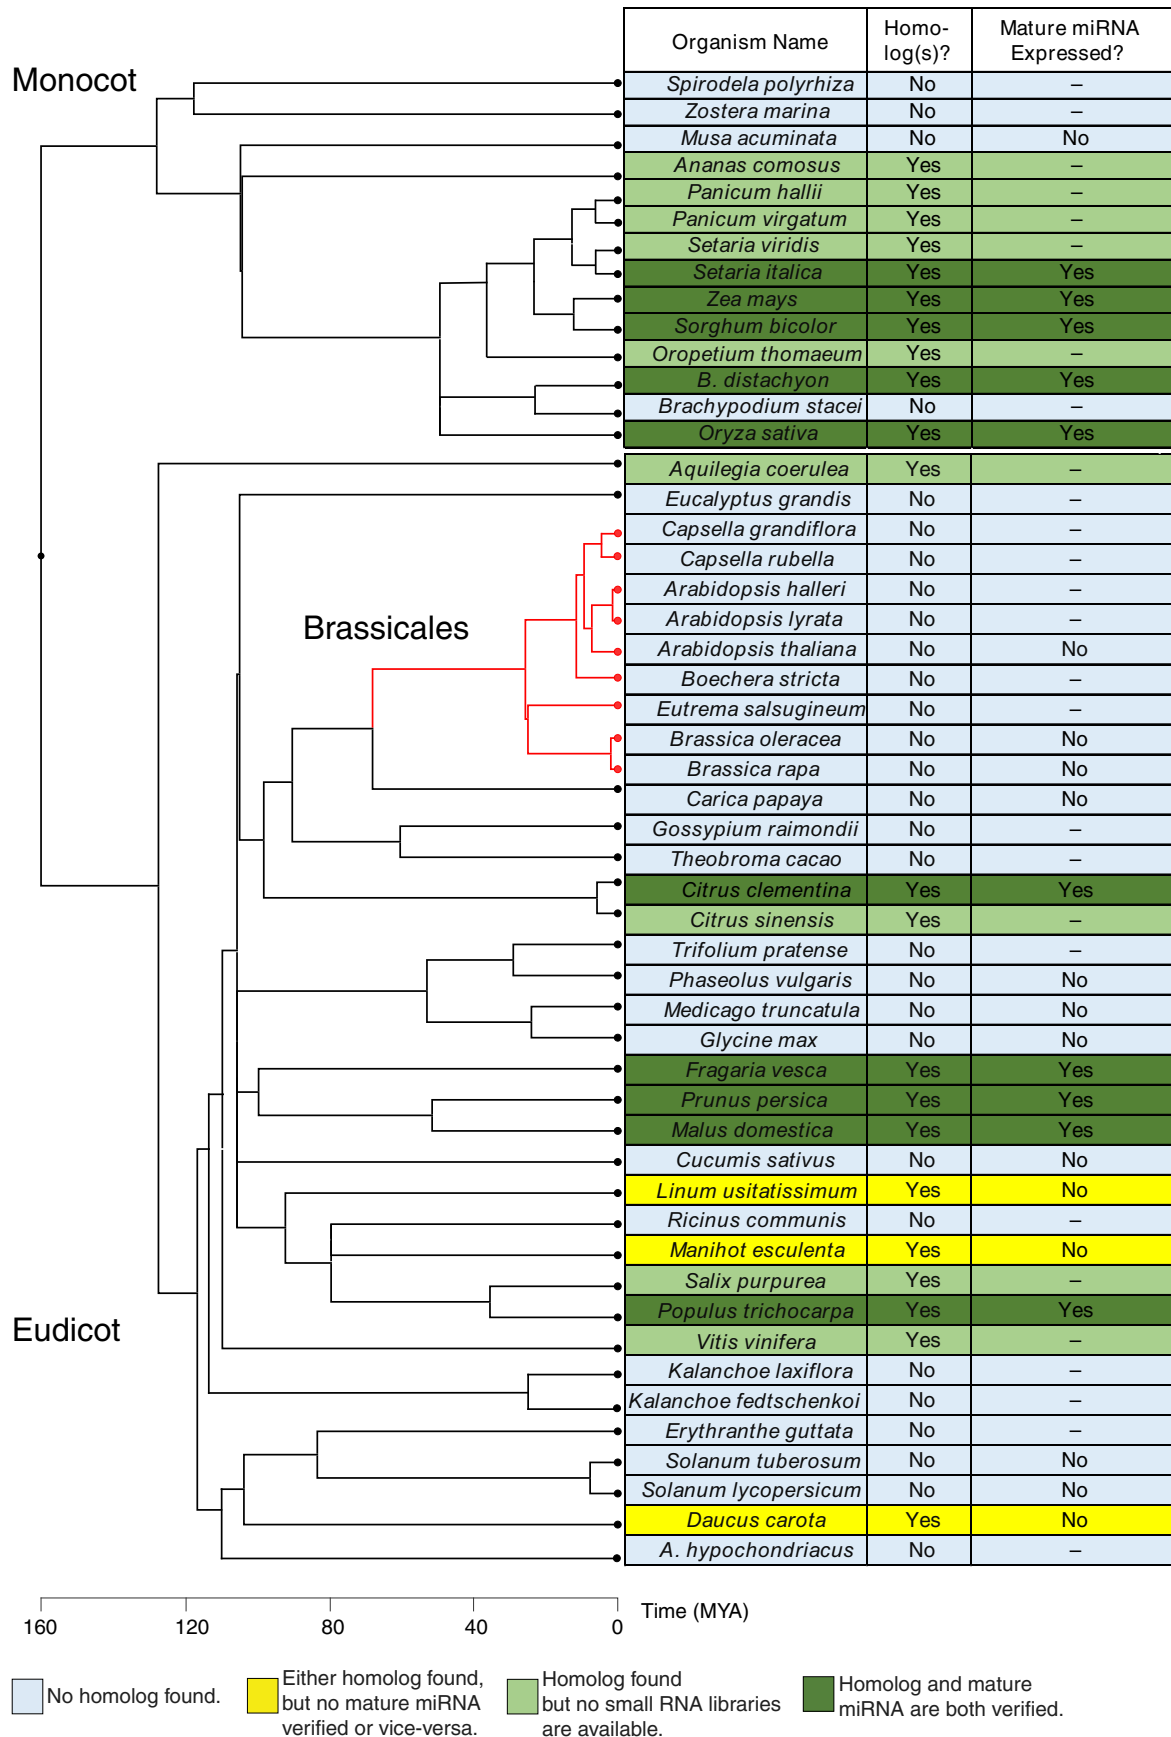 Organism Name
Homo-
log(s)?
Mature miRNA
Expressed?
Monocot
Spirodela polyrhiza No –
Zostera marina No –
Musa acuminata No No
Ananas comosus Yes –
Panicum hallii Yes –
Panicum virgatum Yes –
Setaria viridis Yes –
Setaria italica Yes Yes
Zea mays Yes Yes
Sorghum bicolor Yes Yes
Oropetium thomaeum Yes –
B. distachyon Yes Yes
Brachypodium stacei No –
Oryza sativa Yes Yes
Aquilegia coerulea Yes –
Eucalyptus grandis No –
Capsella grandiflora No –
Capsella rubella No –
Arabidopsis halleri No –
Arabidopsis lyrata No –
Brassicales
Arabidopsis thaliana No No
Boechera stricta No –
Eutrema salsugineum No –
Brassica oleracea No No
Brassica rapa No No
Carica papaya No No
Gossypium raimondii No –
Theobroma cacao No –
Citrus clementina Yes Yes
Citrus sinensis Yes –
Trifolium pratense No –
Phaseolus vulgaris No No
Medicago truncatula No No
Glycine max No No
Fragaria vesca Yes Yes
Prunus persica Yes Yes
Malus domestica Yes Yes
Cucumis sativus No No
Linum usitatissimum Yes No
Ricinus communis No –
Manihot esculenta Yes No
Salix purpurea Yes –
Populus trichocarpa Yes Yes
Eudicot
Vitis vinifera Yes –
Kalanchoe laxiflora No –
Kalanchoe fedtschenkoi No –
Erythranthe guttata No –
Solanum tuberosum No No
Solanum lycopersicum No No
Daucus carota Yes No
A. hypochondriacus No –
160 120 80 40 0 Time (MYA)
No homolog found.
Either homolog found,
but no mature miRNA
verified or vice-versa.
Homolog found
but no small RNA libraries
are available.
Homolog and mature
miRNA are both verified.